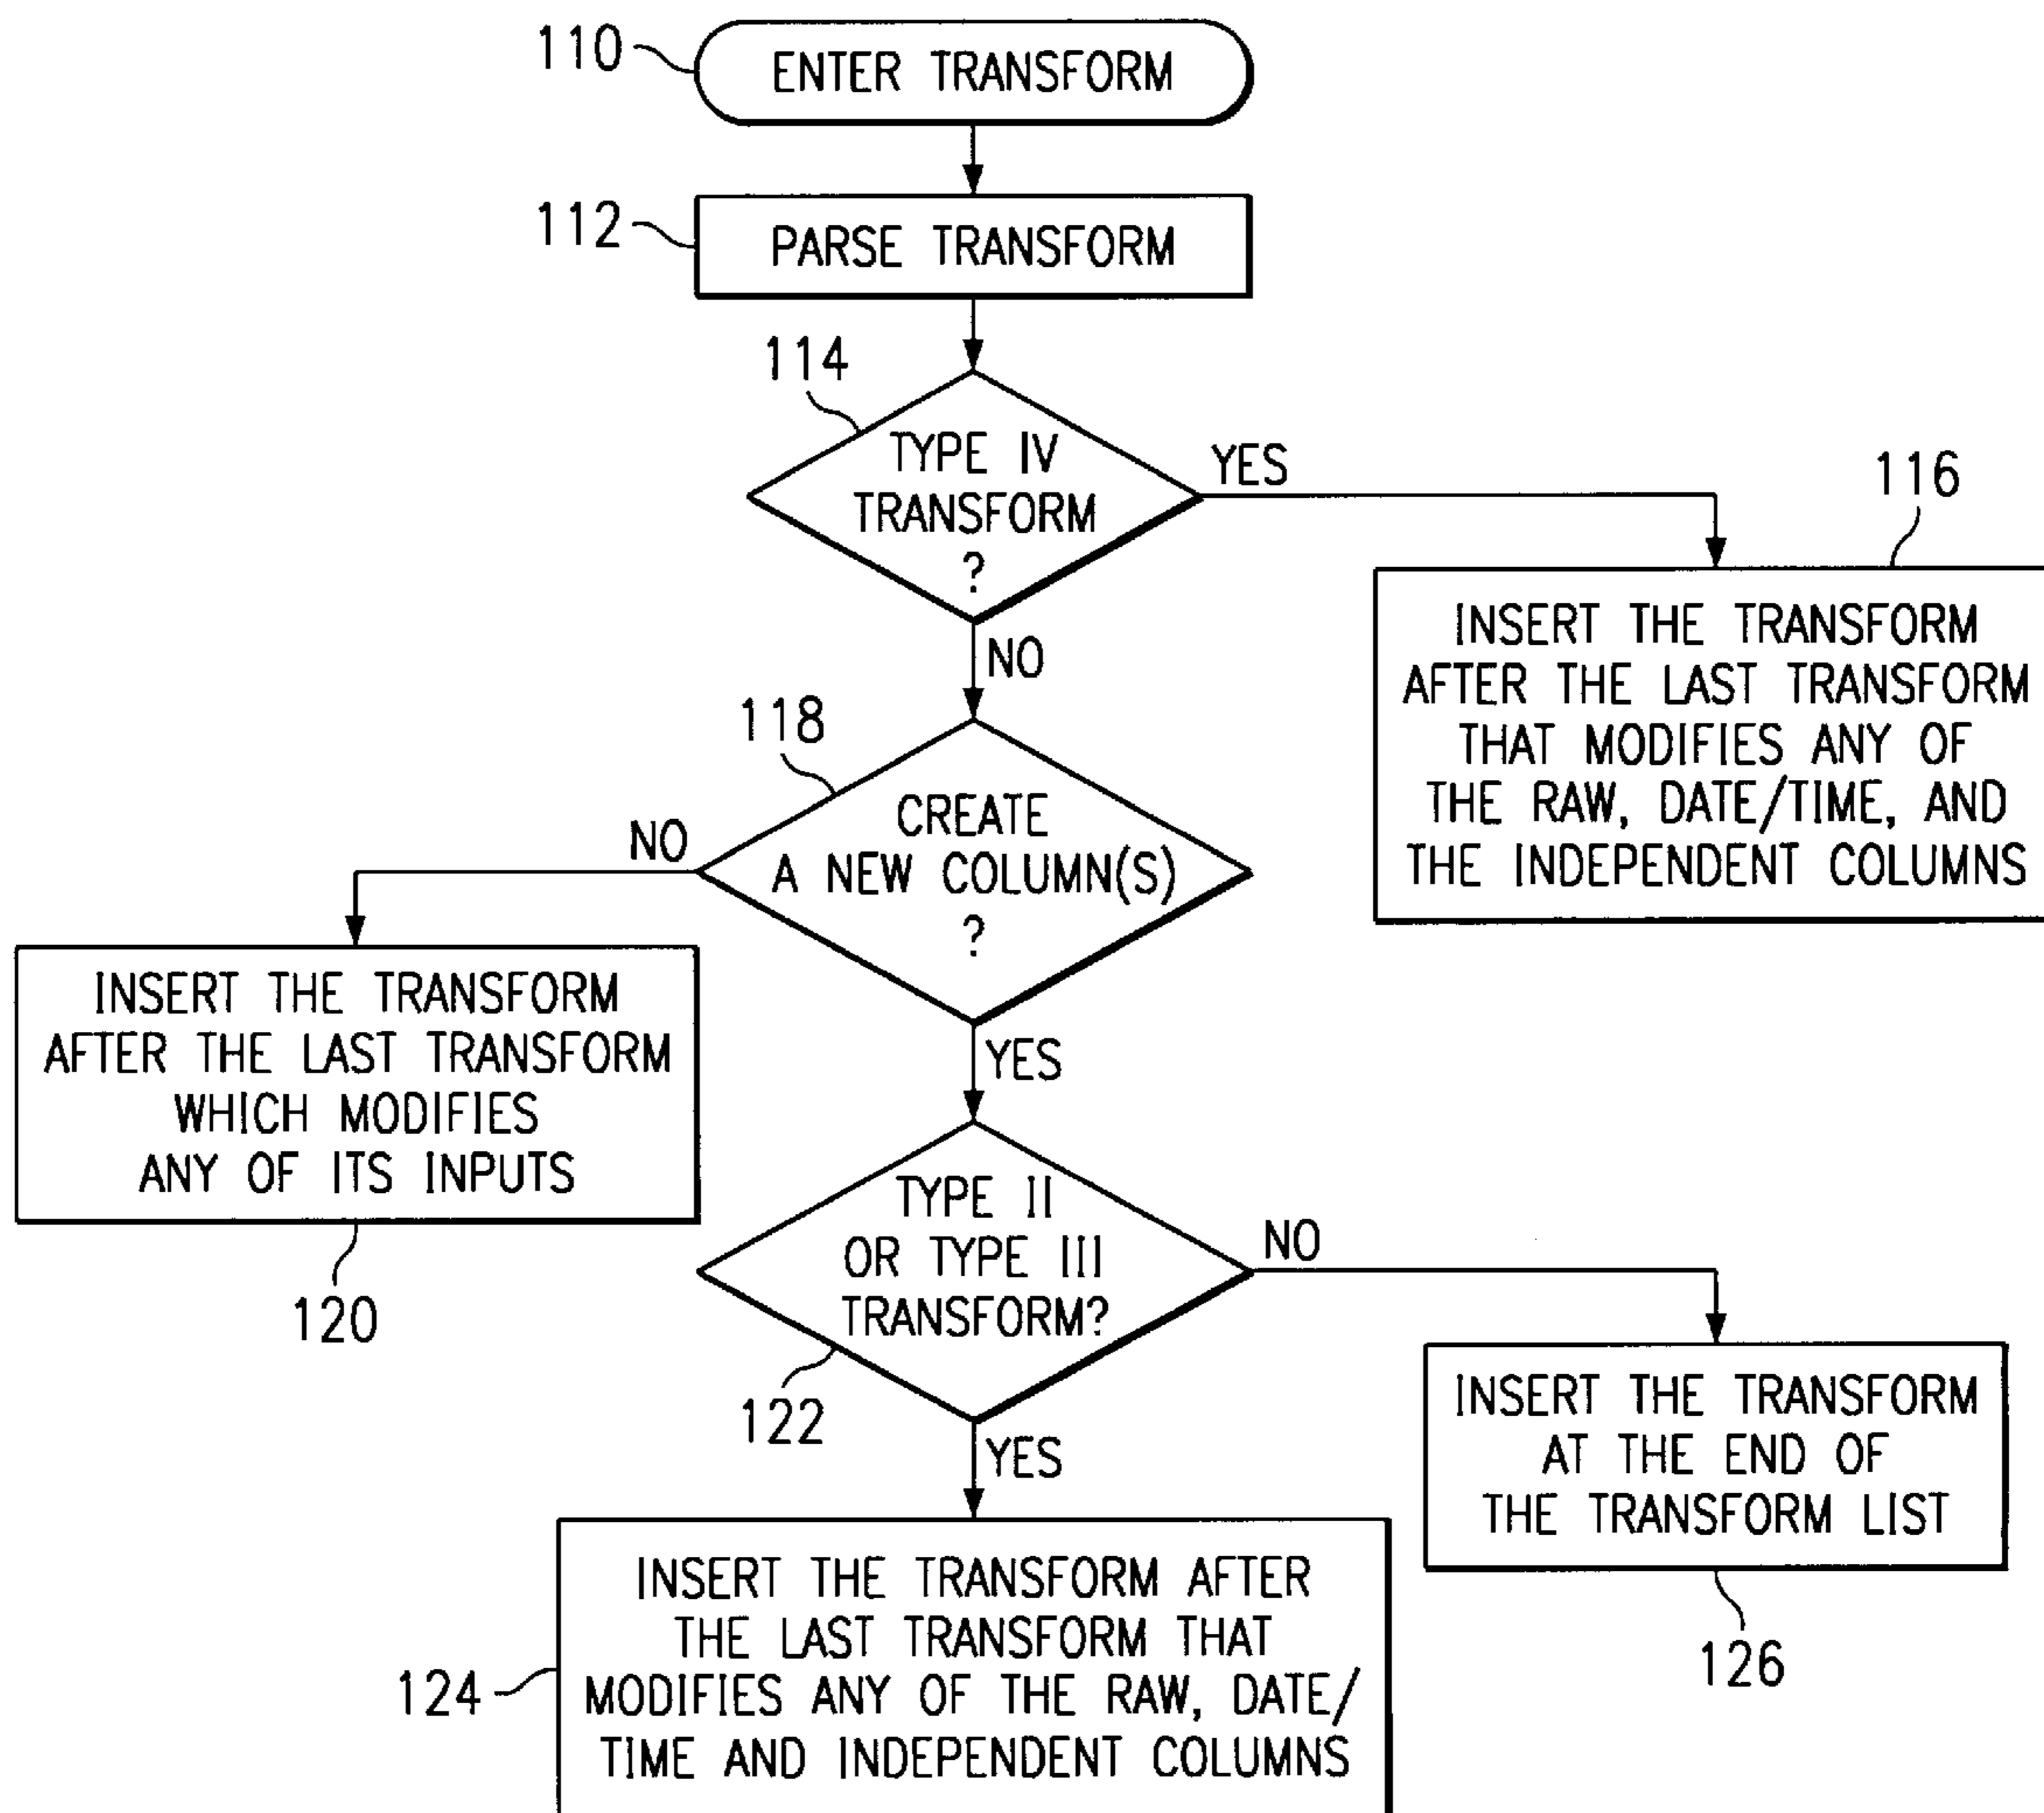 110
ENTER TRANSFORM
112
PARSE TRANSFORM
114
TYPE IV
TRANSFORM
?
YES
NO
116
INSERT THE TRANSFORM
AFTER THE LAST TRANSFORM
THAT MODIFIES ANY OF
THE RAW, DATE/TIME, AND
THE INDEPENDENT COLUMNS
118
CREATE
A NEW COLUMN(S)
?
NO
YES
INSERT THE TRANSFORM
AFTER THE LAST TRANSFORM
WHICH MODIFIES
ANY OF ITS INPUTS
120
TYPE II
OR TYPE III
TRANSFORM?
122
NO
YES
INSERT THE TRANSFORM
AT THE END OF
THE TRANSFORM LIST
126
124
INSERT THE TRANSFORM AFTER
THE LAST TRANSFORM THAT
MODIFIES ANY OF THE RAW, DATE/
TIME AND INDEPENDENT COLUMNS